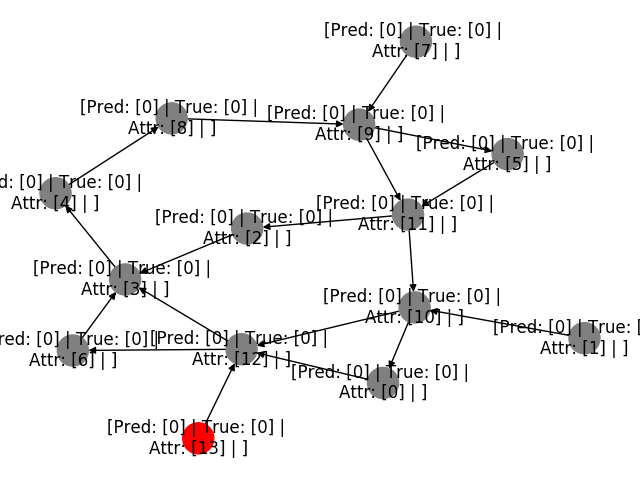 [Pred: [0] | True: [0] |
Attr: [7] | ]
[Pred: [0] | True: [0] |
Attr: [8] | ]
[Pred: [0] | True: [0] |
Attr: [9] | ]
[Pred: [0] | True: [0] |
Attr: [5] | ]
d: [0] | True: [0] |
Attr: [4] | ]
[Pred: [0] | True: [0] |
Attr: [11] | ]
[Pred: [0] | True: [0] |
Attr: [2] | ]
[Pred: [0] | True: [0] |
Attr: [3] | ]
[Pred: [0] | True: [0] |
Attr: [10] | ]
[Pred: [0] | True: [0
Attr: [1] | ]
red: [0] | True: [0] |
Attr: [6] | ]
[Pred: [0] | True: [0] |
Attr: [12] | ]
[Pred: [0] | True: [0] |
Attr: [0] | ]
[Pred: [0] | True: [0] |
Attr: [13] | ]